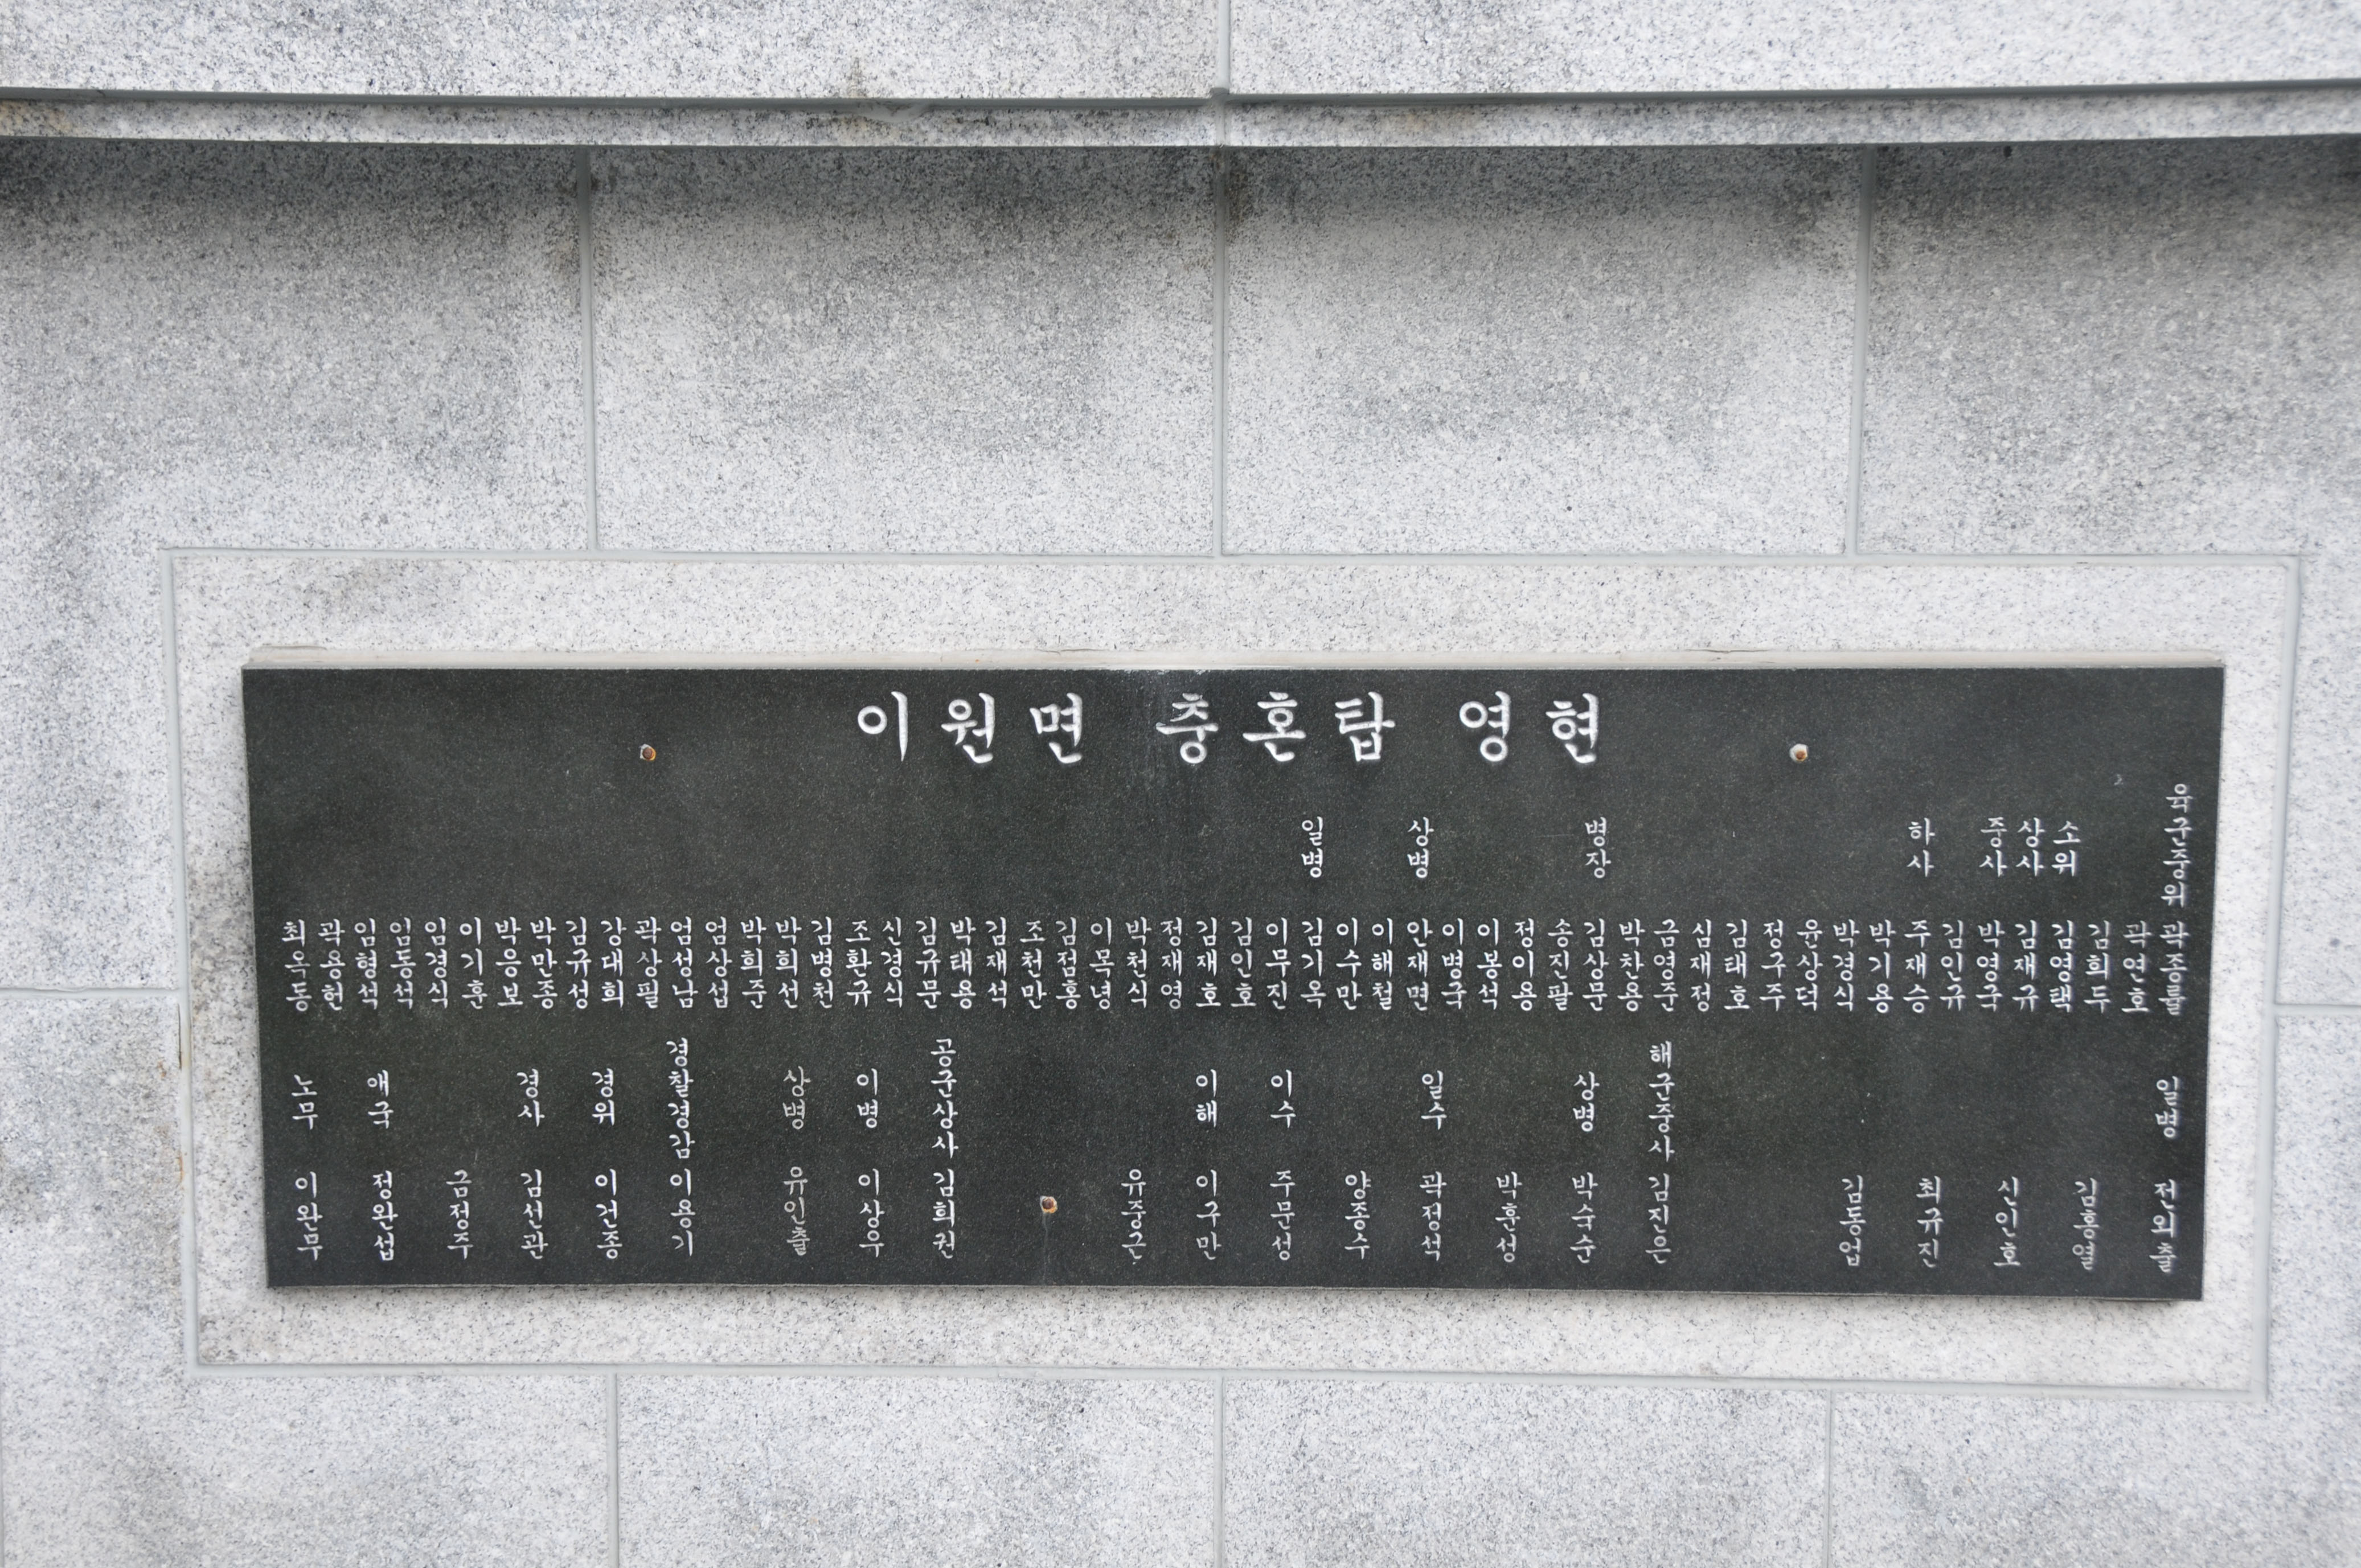 이원면 충혼탑 영현
육군중위 곽종률
곽연호
김희두
소위 김영택
상사 김재규
중사 박영국
김인규
하사 주재승
박기용
박경식
윤상덕
정구주
김태호
심재정
금영준
박찬용
병장 김상문
송진팔
정이용
이봉석
이병국
상병 안재면
이해철
이수만
일병 김기옥
이무진
김인호
김재호
정재영
박천식
이목녕
김점흥
조천만
김재석
박태용
김규문
신경식
조환규
김병천
박희선
박희준
엄상섭
엄성남
곽상필
강대희
김규성
박만종
박응보
이기훈
임경식
임동석
임형석
곽용헌
최옥동
일병 전의출
김흥열
신인호
최규진
김동업
해군중사 김진은
상병 박숙순
박훈성
일수 곽정석
양종수
이수 주문성
이해 이구만
유중근
공군상사 김희권
이병 이상우
상병 유인출
경찰경감 이용기
경위 이건종
경사 김선관
금정주
애국 정완섭
노무 이완무